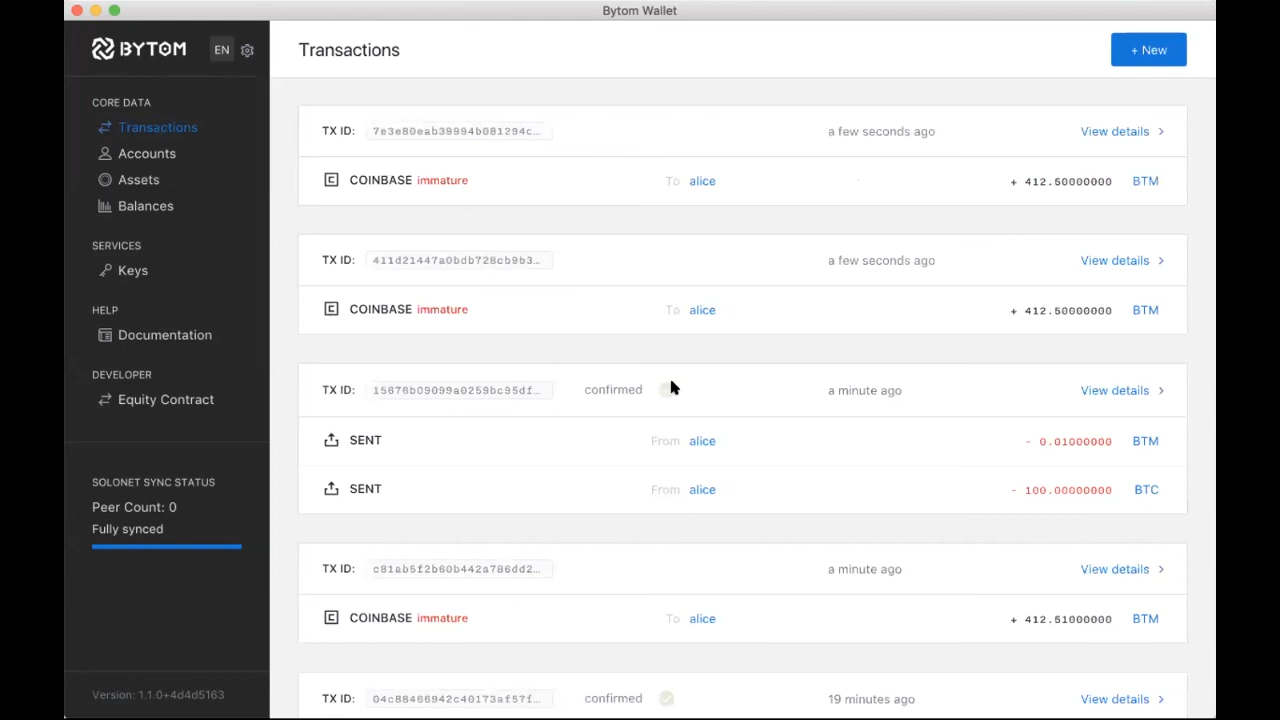 Bytom Wallet
BYTOM EN
Transactions
+ New
CORE DATA
Transactions
Accounts
Assets
Balances
SERVICES
Keys
HELP
Documentation
DEVELOPER
Equity Contract
SOLONET SYNC STATUS
Peer Count: 0
Fully synced
Version: 1.1.0+4d4d5163
TX ID: 7e3e80eab39994b081294c... a few seconds ago View details >
COINBASE immature To alice + 412.50000000 BTM
TX ID: 411d21447a0bdb728cb9b3... a few seconds ago View details >
COINBASE immature To alice + 412.50000000 BTM
TX ID: 15676b09099a0259bc95df... confirmed a minute ago View details >
SENT From alice - 0.01000000 BTM
SENT From alice - 100.00000000 BTC
TX ID: c81ab5f2b60b442a786dd2... a minute ago View details >
COINBASE immature To alice + 412.51000000 BTM
TX ID: 04c88466942c40173af57f... confirmed 19 minutes ago View details >